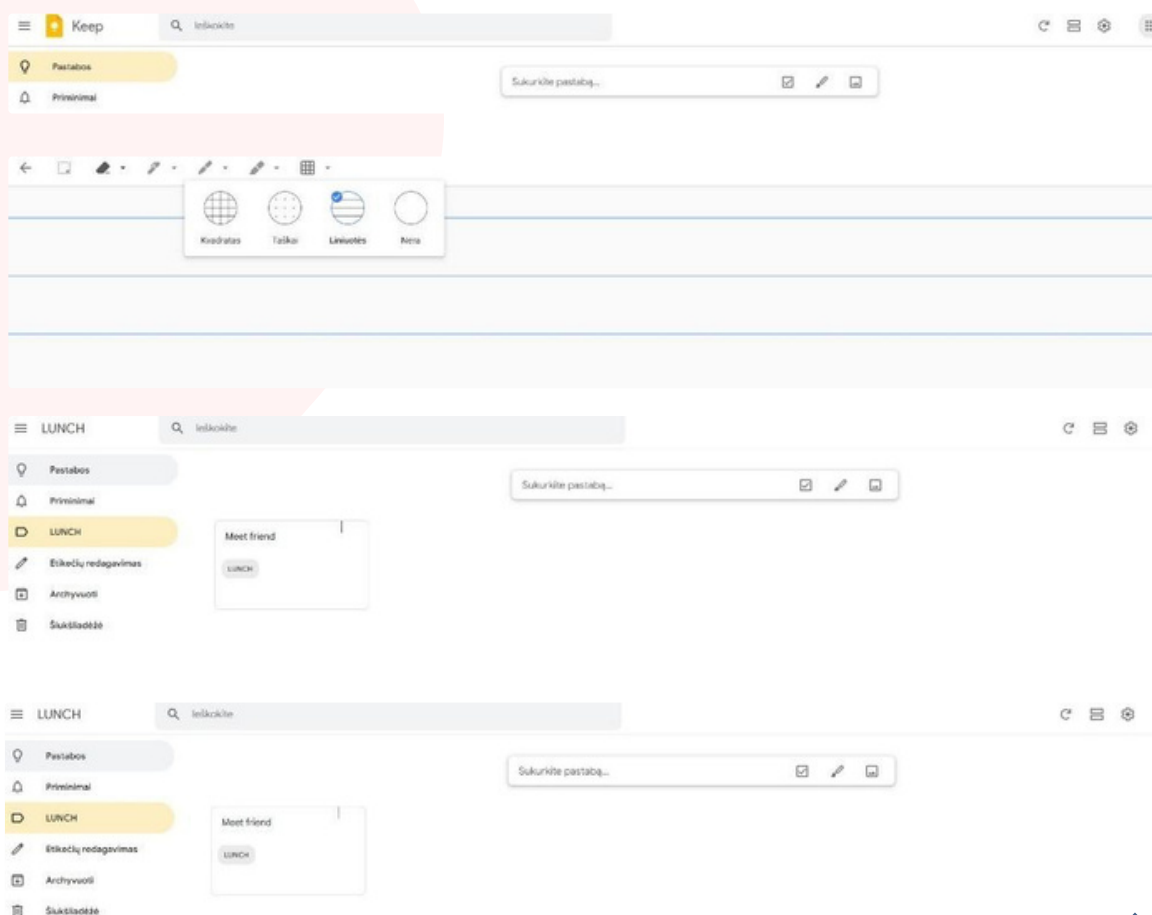 Keep
Ieškokite
Pastabos
Sukurkite pastabą...
Priminimai
Kvadratas Taškai Liniuotės Nėra
LUNCH
Ieškokite
Pastabos
Sukurkite pastabą...
Priminimai
LUNCH
Meet friend
Etikečių redagavimas
LUNCH
Archyvuoti
Šiukšliadėžė
LUNCH
Ieškokite
Pastabos
Sukurkite pastabą...
Priminimai
LUNCH
Meet friend
Etikečių redagavimas
LUNCH
Archyvuoti
Šiukšliadėžė